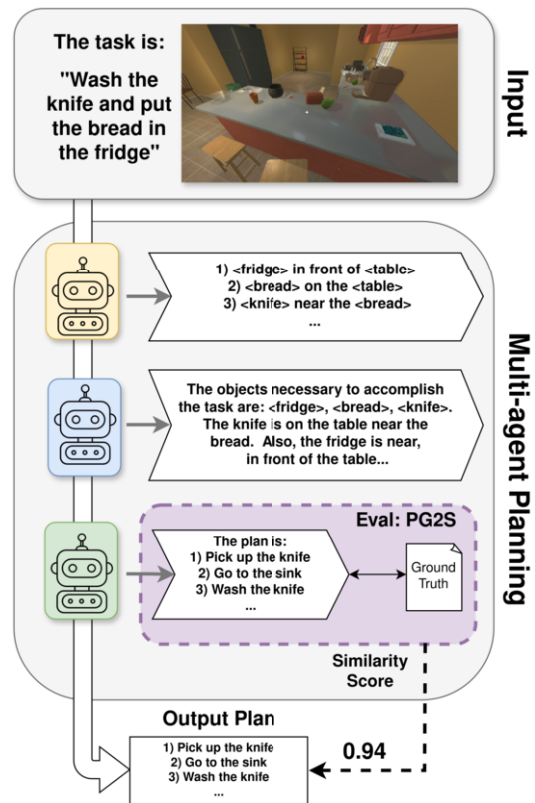 The task is:
"Wash the
knife and put
the bread in
the fridge"
Input
1) <fridge> in front of <table>
2) <bread> on the <table>
3) <knife> near the <bread>
...
The objects necessary to accomplish
the task are: <fridge>, <bread>, <knife>.
The knife is on the table near the
bread. Also, the fridge is near,
in front of the table...
Multi-agent Planning
Eval: PG2S
The plan is:
1) Pick up the knife
2) Go to the sink
3) Wash the knife
...
Ground
Truth
Similarity
Score
Output Plan
1) Pick up the knife
2) Go to the sink
3) Wash the knife
...
0.94